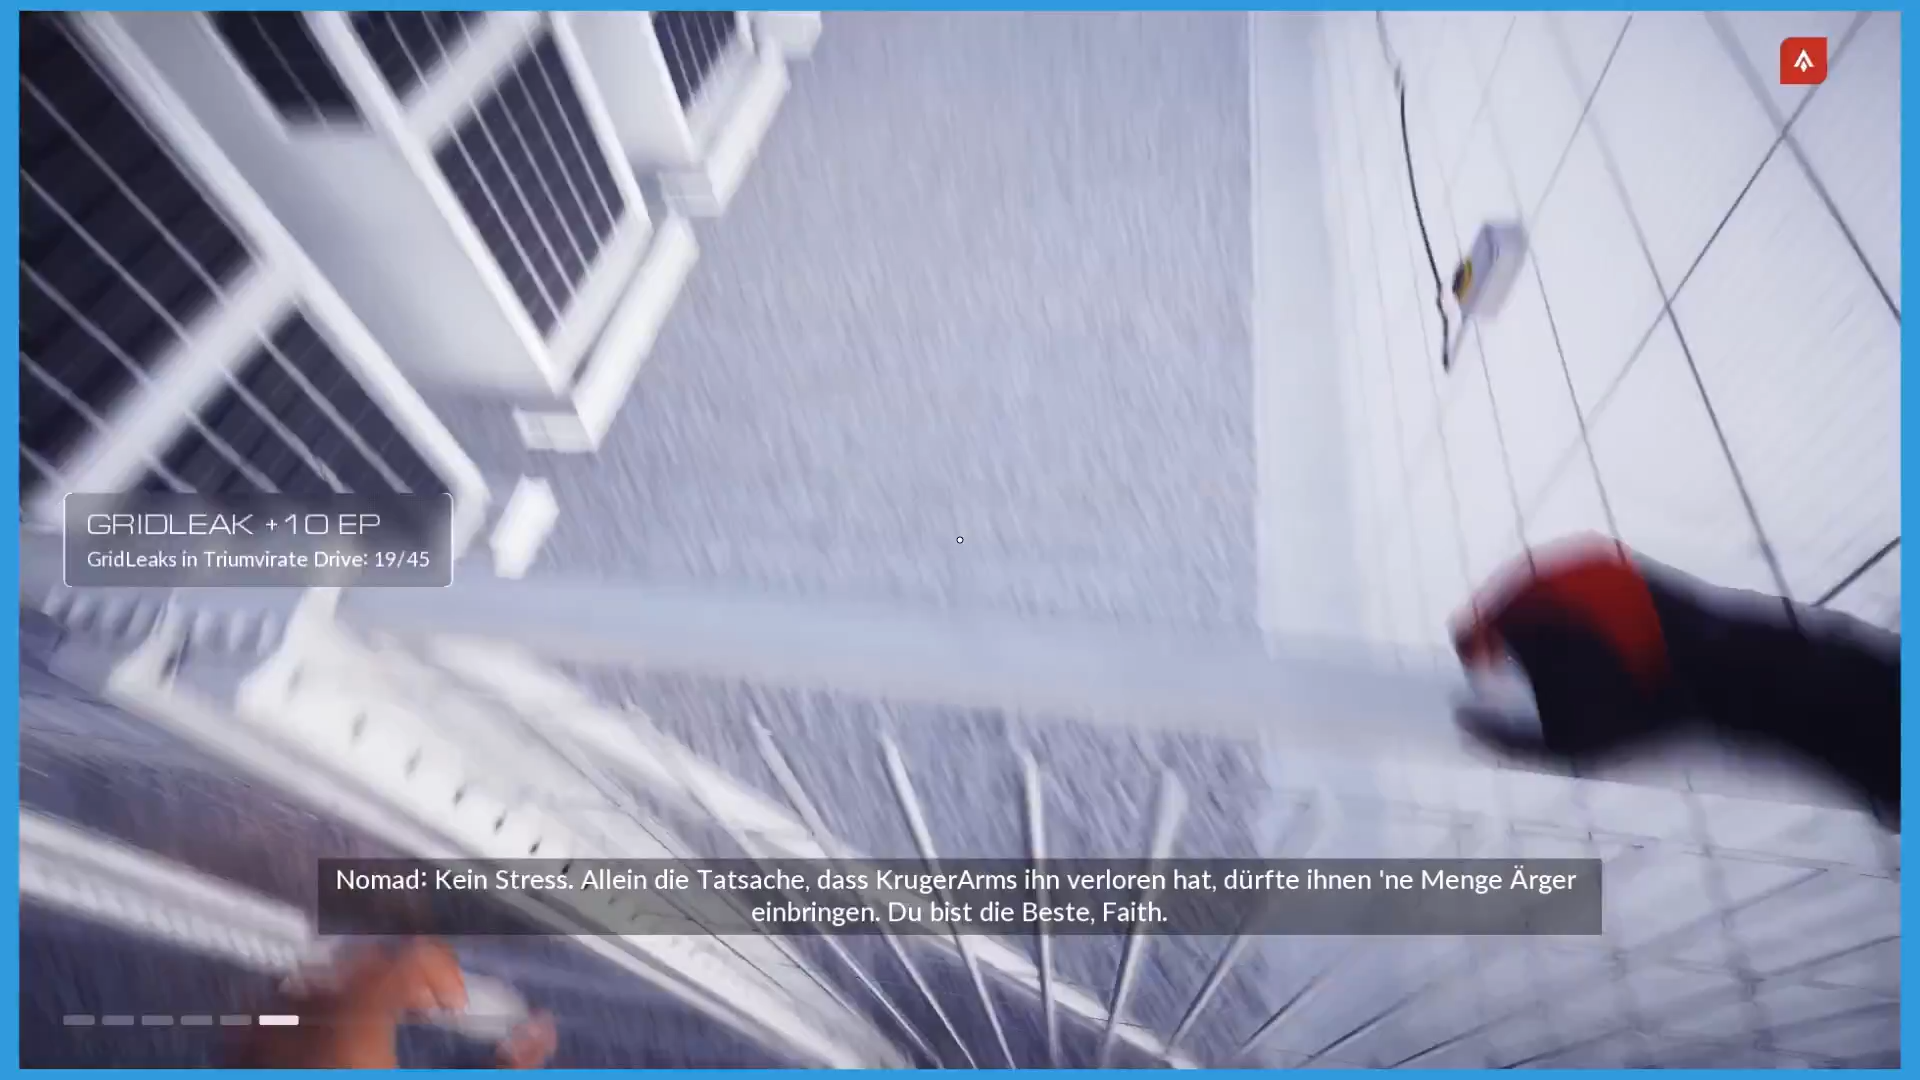 GRIDLEAK +10 EP
GridLeaks in Triumvirate Drive: 19/45
Nomad: Kein Stress. Allein die Tatsache, dass KrugerArms ihn verloren hat, dürfte ihnen 'ne Menge Ärger
einbringen. Du bist die Beste, Faith.